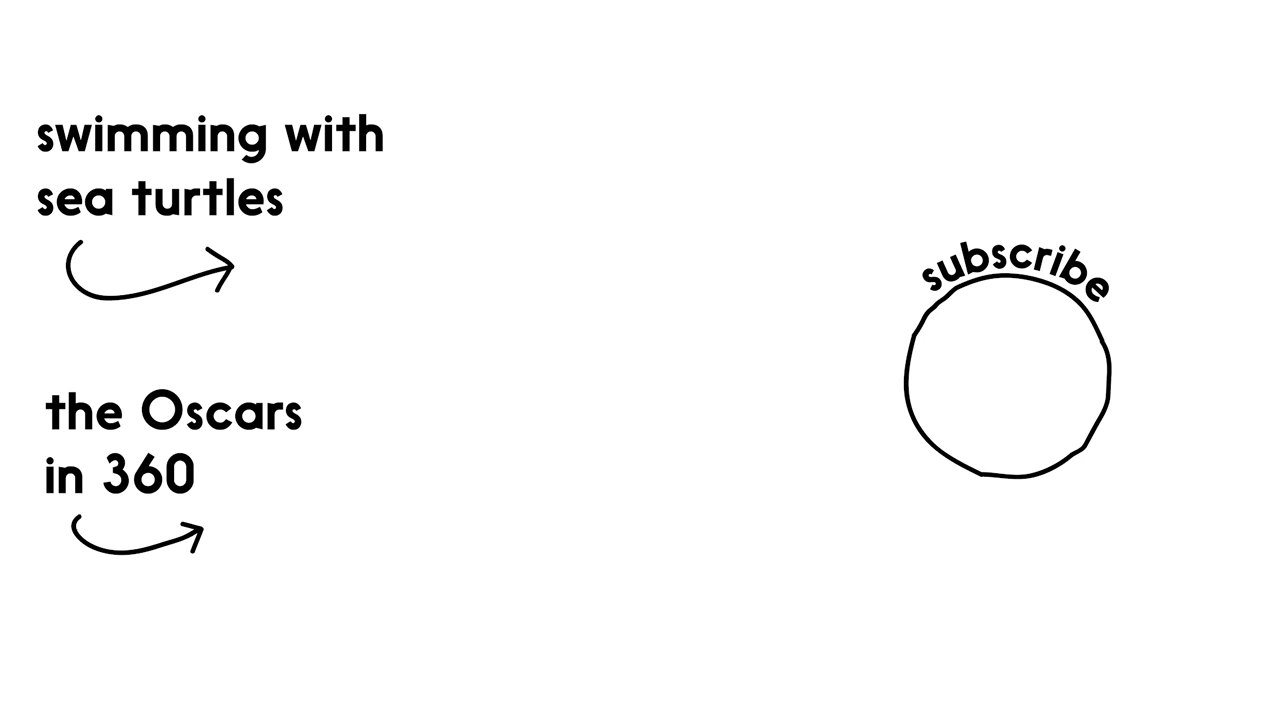 swimming with
sea turtles
the Oscars
in 360
subscribe